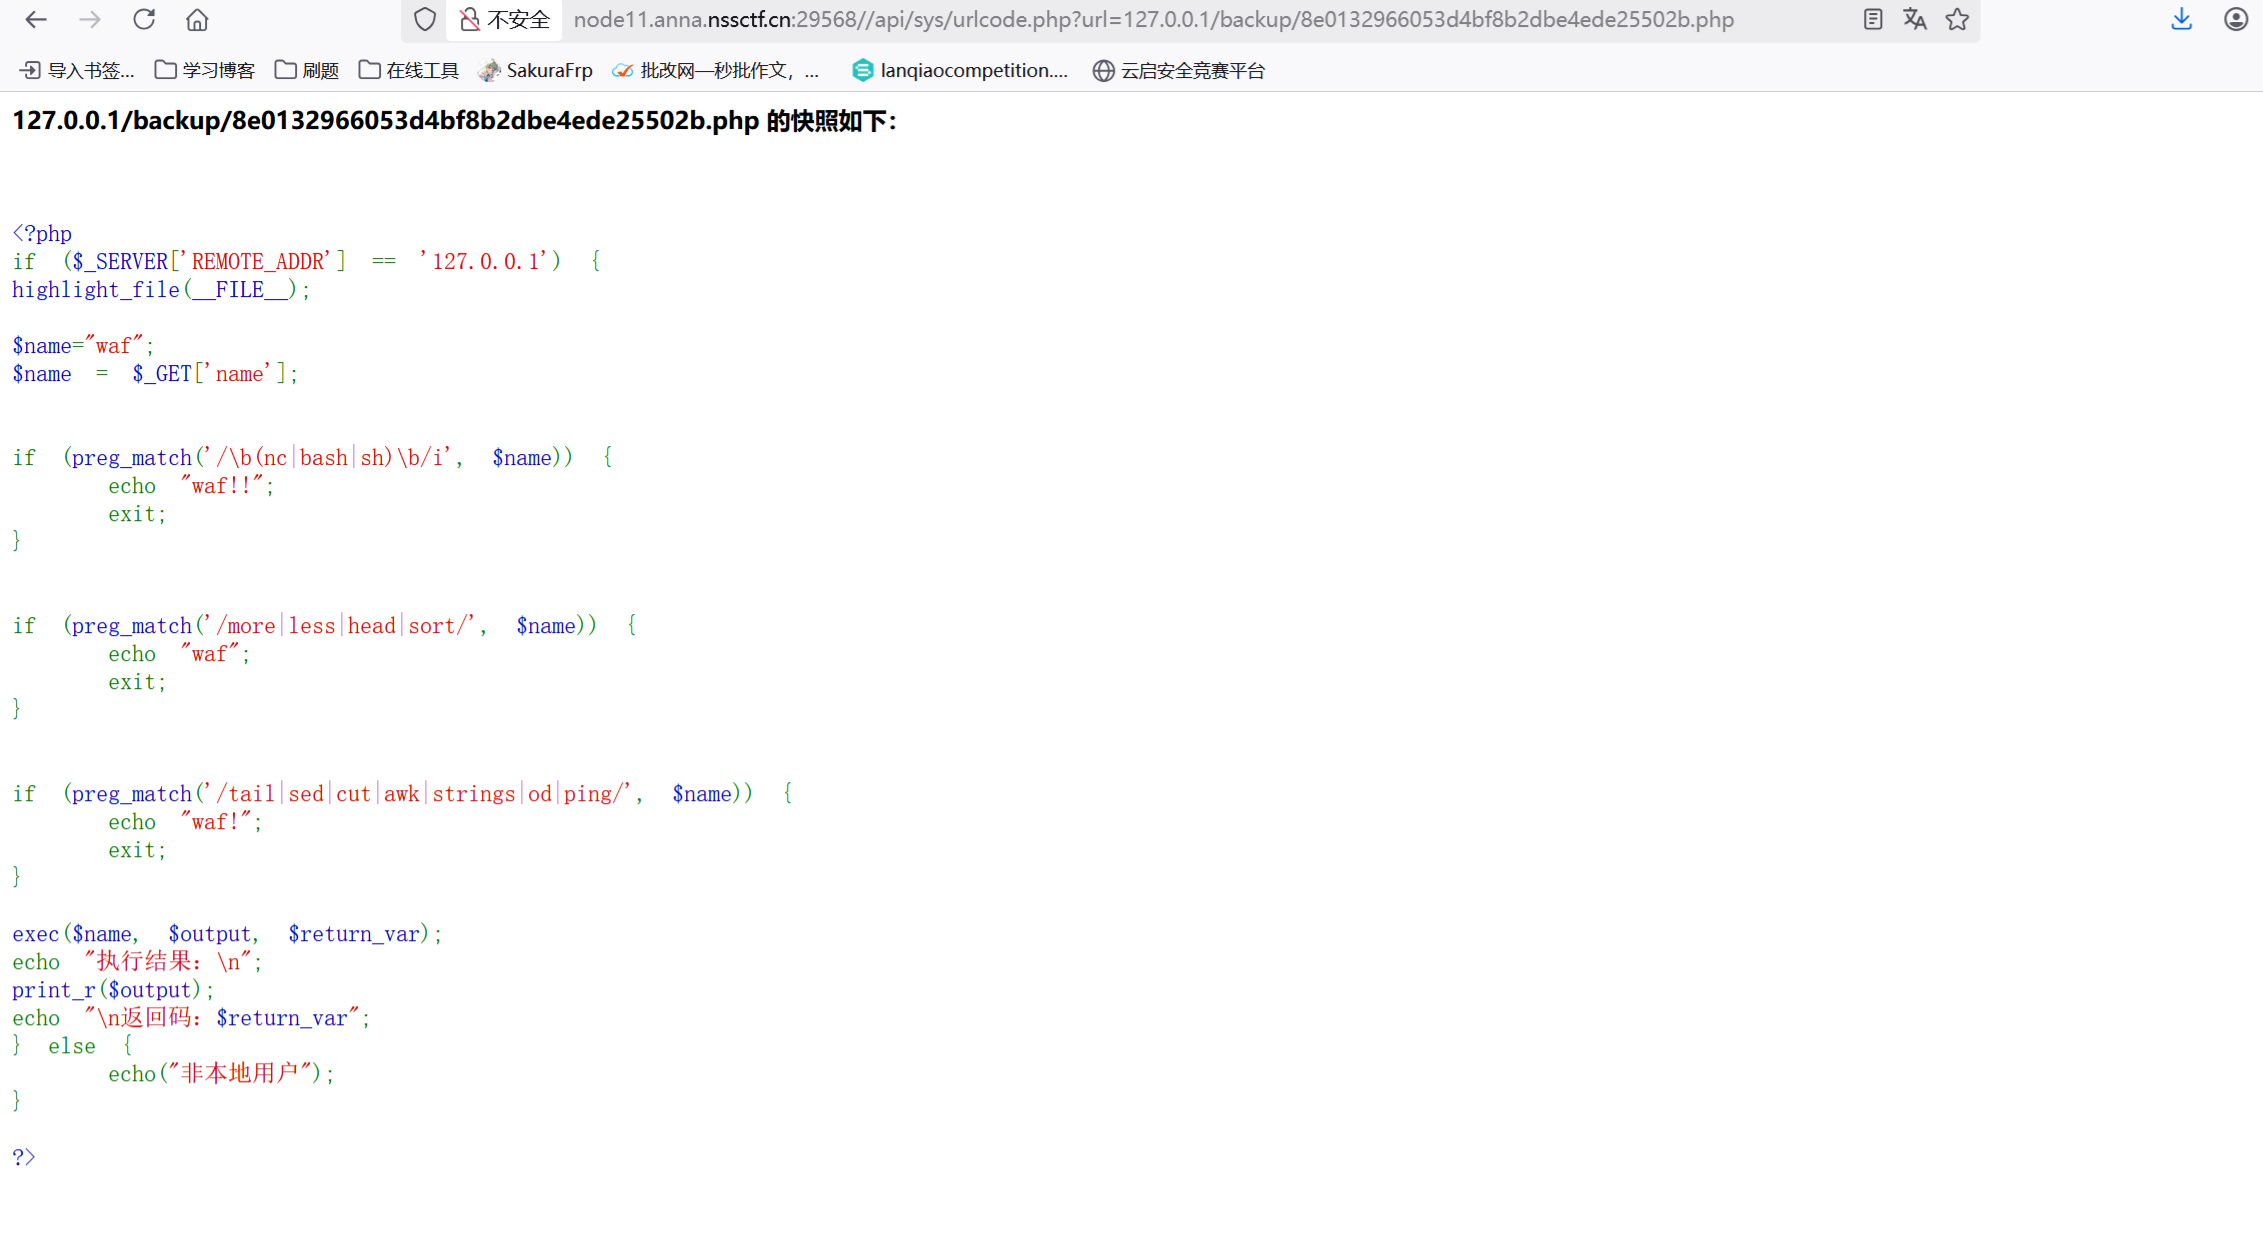 不安全 node11.anna.nssctf.cn:29568//api/sys/urlcode.php?url=127.0.0.1/backup/8e0132966053d4bf8b2dbe4ede25502b.php
导入书签... 学习博客 刷题 在线工具 SakuraFrp 批改网—秒批作文，... lanqiaocompetition.... 云启安全竞赛平台
127.0.0.1/backup/8e0132966053d4bf8b2dbe4ede25502b.php 的快照如下：
<?php
if ($_SERVER['REMOTE_ADDR'] == '127.0.0.1') {
highlight_file(__FILE__);
$name="waf";
$name = $_GET['name'];
if (preg_match('/\b(nc|bash|sh)\b/i', $name)) {
echo "waf!!";
exit;
}
if (preg_match('/more|less|head|sort/', $name)) {
echo "waf";
exit;
}
if (preg_match('/tail|sed|cut|awk|strings|od|ping/', $name)) {
echo "waf!";
exit;
}
exec($name, $output, $return_var);
echo "执行结果：\n";
print_r($output);
echo "\n返回码：$return_var";
} else {
echo("非本地用户");
}
?>